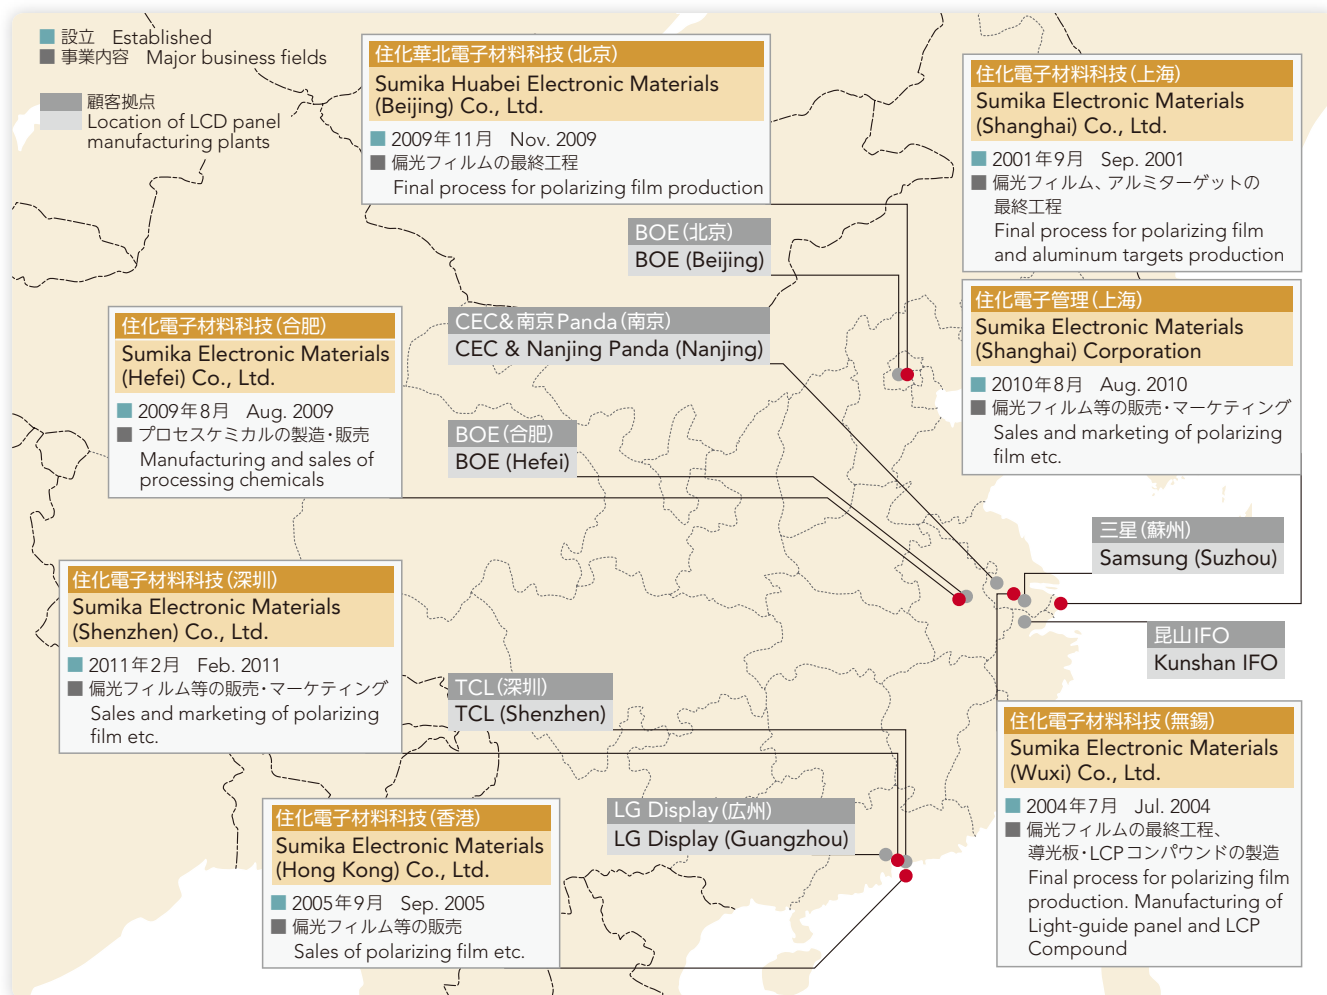 設立 Established
事業内容 Major business fields
顧客拠点
Location of LCD panel
manufacturing plants
住化華北電子材料科技（北京）
Sumika Huabei Electronic Materials
(Beijing) Co., Ltd.
2009年11月 Nov. 2009
偏光フィルムの最終工程
Final process for polarizing film production
住化電子材料科技（上海）
Sumika Electronic Materials
(Shanghai) Co., Ltd.
2001年9月 Sep. 2001
偏光フィルム、アルミターゲットの
最終工程
Final process for polarizing film
and aluminum targets production
BOE（北京）
BOE (Beijing)
住化電子管理（上海）
Sumika Electronic Materials
(Shanghai) Corporation
2010年8月 Aug. 2010
偏光フィルム等の販売・マーケティング
Sales and marketing of polarizing
film etc.
住化電子材料科技（合肥）
Sumika Electronic Materials
(Hefei) Co., Ltd.
2009年8月 Aug. 2009
プロセスケミカルの製造・販売
Manufacturing and sales of
processing chemicals
CEC&南京Panda（南京）
CEC & Nanjing Panda (Nanjing)
BOE（合肥）
BOE (Hefei)
三星（蘇州）
Samsung (Suzhou)
昆山IFO
Kunshan IFO
住化電子材料科技（深圳）
Sumika Electronic Materials
(Shenzhen) Co., Ltd.
2011年2月 Feb. 2011
偏光フィルム等の販売・マーケティング
Sales and marketing of polarizing
film etc.
TCL（深圳）
TCL (Shenzhen)
住化電子材料科技（無錫）
Sumika Electronic Materials
(Wuxi) Co., Ltd.
2004年7月 Jul. 2004
偏光フィルムの最終工程、
導光板・LCPコンパウンドの製造
Final process for polarizing film
production. Manufacturing of
Light-guide panel and LCP
Compound
住化電子材料科技（香港）
Sumika Electronic Materials
(Hong Kong) Co., Ltd.
2005年9月 Sep. 2005
偏光フィルム等の販売
Sales of polarizing film etc.
LG Display（広州）
LG Display (Guangzhou)